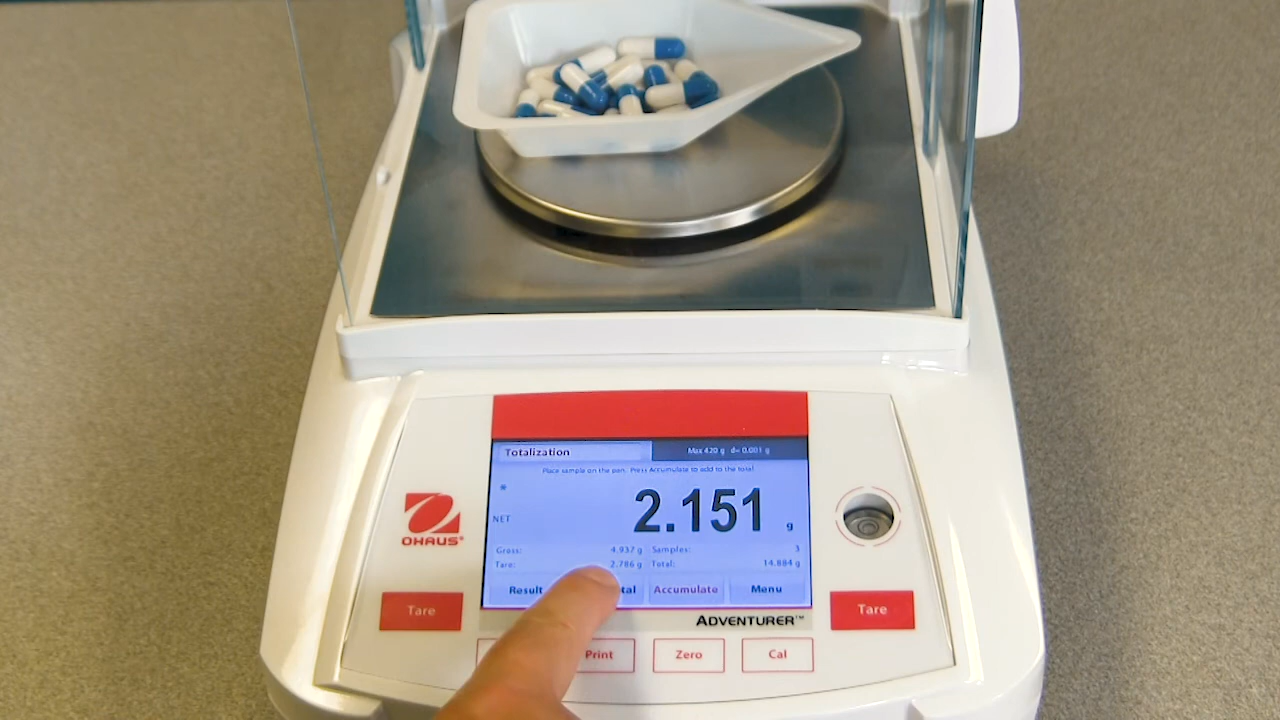 Totalization
Max 420 g d= 0.001 g
Place sample on the pan. Press Accumulate to add to the total.
*
NET
2.151 g
Gross: 4.937 g Samples: 3
Tare: 2.786 g Total: 14.884 g
Result tal Accumulate Menu
OHAUS®
Tare
Tare
ADVENTURER™
Print Zero Cal